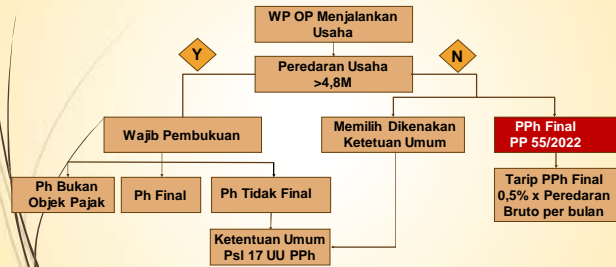 WP OP Menjalankan
Usaha
Y
N
Peredaran Usaha
>4,8M
Wajib Pembukuan
Memilih Dikenakan
Ketetuan Umum
PPh Final
PP 55/2022
Ph Bukan
Objek Pajak
Ph Final
Ph Tidak Final
Tarip PPh Final
0,5% x Peredaran
Bruto per bulan
Ketentuan Umum
Psl 17 UU PPh